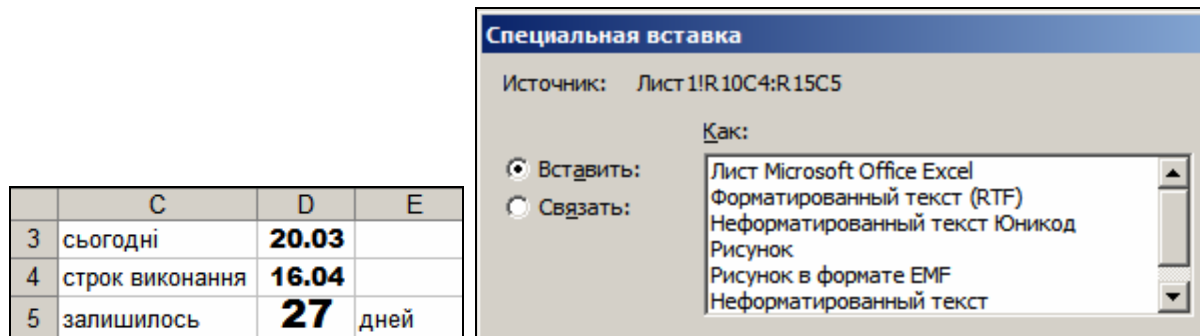 C D E
3 сьогодні 20.03
4 строк виконання 16.04
5 залишилось 27 дней
Специальная вставка
Источник: Лист1!R10C4:R15C5
Как:
Вставить:
Связать:
Лист Microsoft Office Excel
Форматированный текст (RTF)
Неформатированный текст Юникод
Рисунок
Рисунок в формате EMF
Неформатированный текст